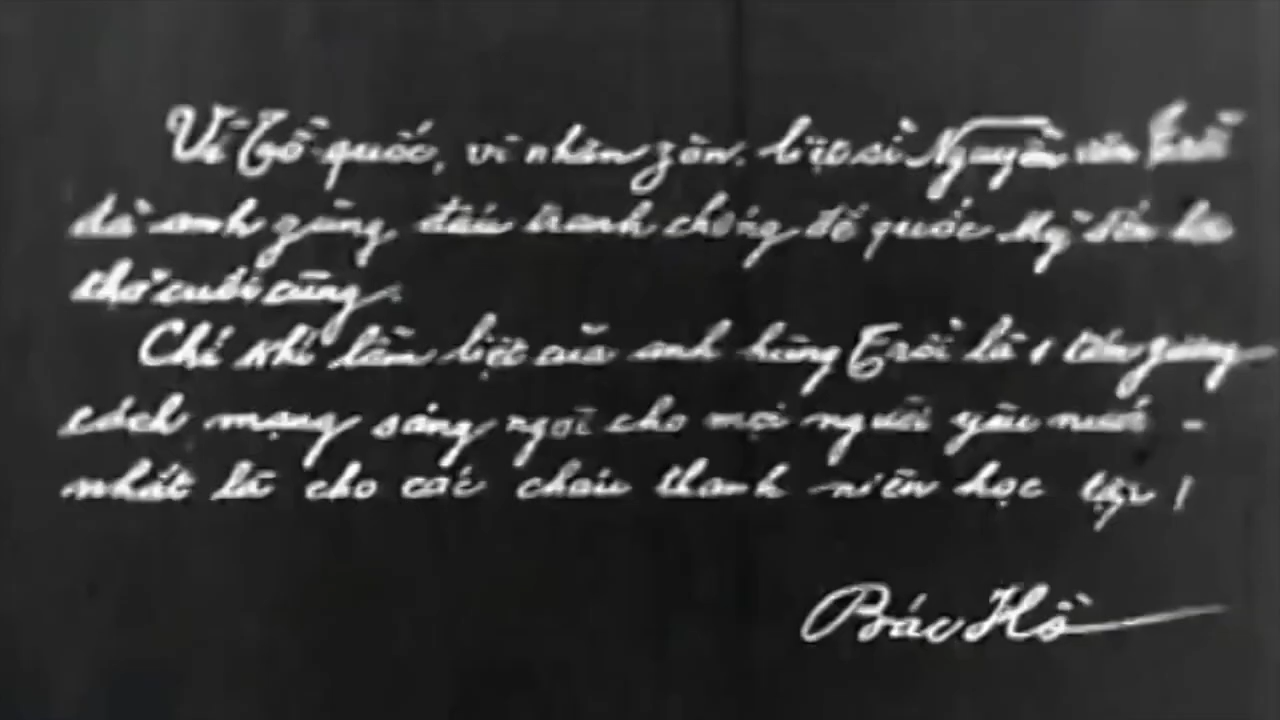 Vì Tổ quốc, vì nhân zân. liệt sĩ Nguyễn văn Trỗi
đã anh zũng đấu tranh chống đế quốc Mỹ đến hơi
thở cuối cùng.
Chí khí lẫm liệt của anh hùng Trỗi là 1 tấm gương
cách mạng sáng ngời cho mọi người yêu nước -
nhất là cho các cháu thanh niên học tập !
Bác Hồ